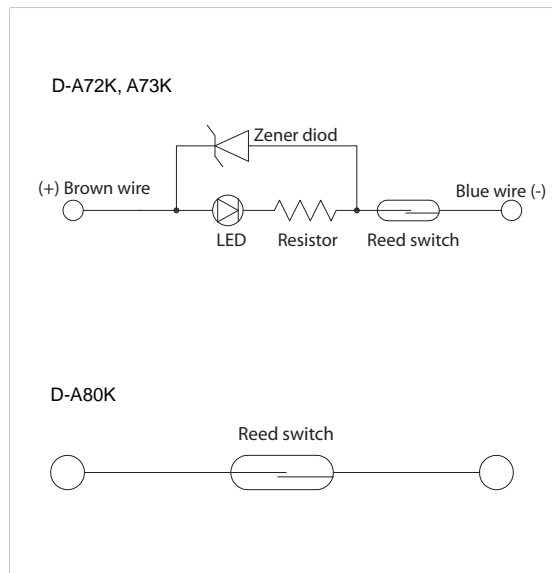 D-A72K, A73K
Zener diod
(+) Brown wire
Blue wire (-)
LED
Resistor
Reed switch
D-A80K
Reed switch